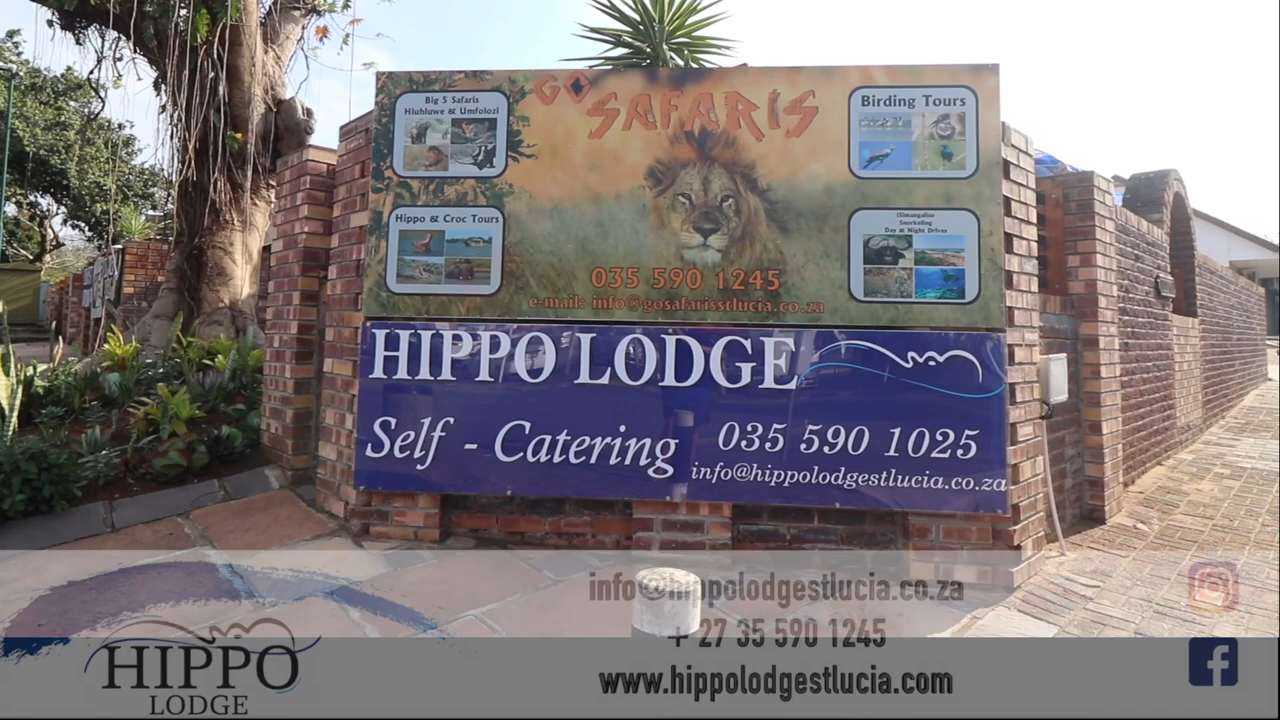 GO SAFARIS
Big 5 Safaris
Hluhluwe & Umfolozi
Birding Tours
Hippo & Croc Tours
iSimangaliso
Snorkeling
Day & Night Drives
035 590 1245
e-mail: info@gosafarisstlucia.co.za
HIPPO LODGE
Self - Catering
035 590 1025
info@hippolodgestlucia.co.za
info@hippolodgestlucia.co.za
+ 27 35 590 1245
www.hippolodgestlucia.com
HIPPO
LODGE